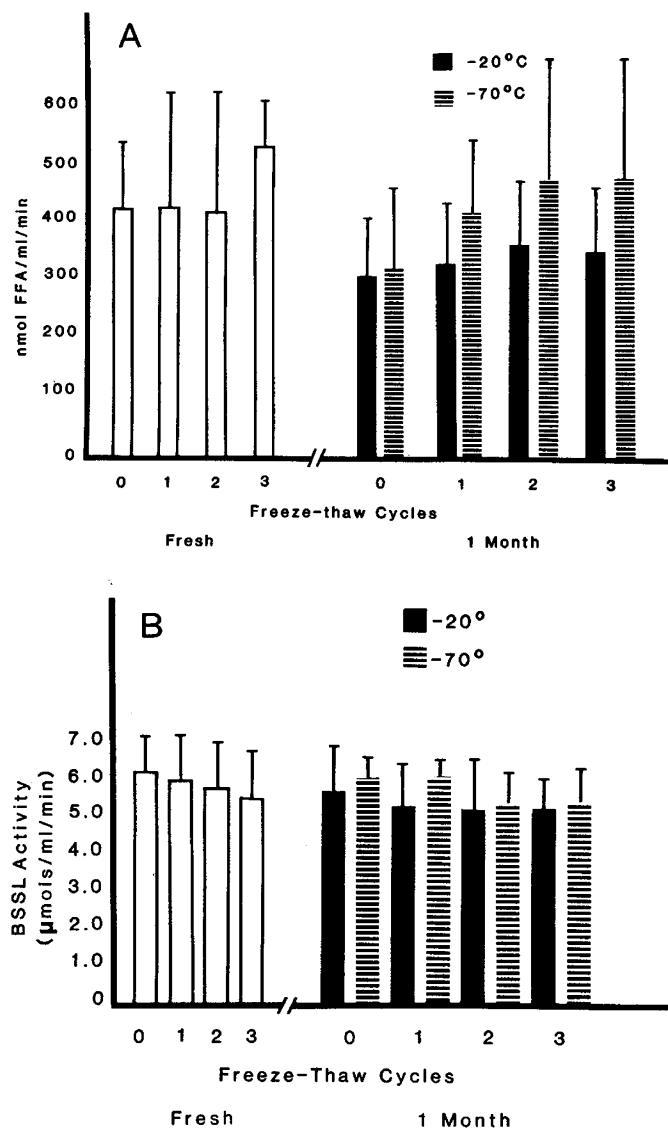 A
-20°C
-70°C
600
500
400
300
200
100
0
nmol FFA/ml/min
0 1 2 3 0 1 2 3
Freeze-thaw Cycles
Fresh 1 Month
B
-20°
-70°
7.0
6.0
5.0
4.0
3.0
2.0
1.0
0
BSSL Activity
(μmols/ml/min)
0 1 2 3 0 1 2 3
Freeze-Thaw Cycles
Fresh 1 Month